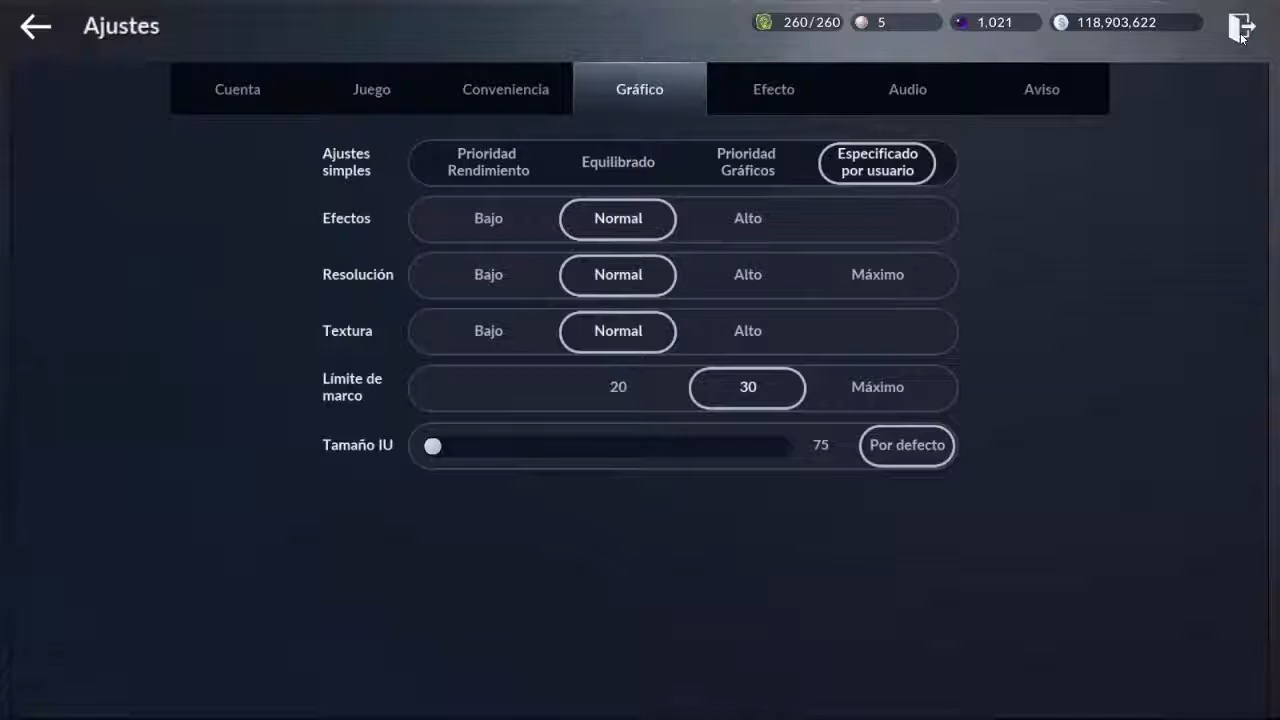 Ajustes
260/260
5
1,021
118,903,622
Cuenta
Juego
Conveniencia
Gráfico
Efecto
Audio
Aviso
Ajustes
simples
Prioridad
Rendimiento
Equilibrado
Prioridad
Gráficos
Especificado
por usuario
Efectos
Bajo
Normal
Alto
Resolución
Bajo
Normal
Alto
Máximo
Textura
Bajo
Normal
Alto
Límite de
marco
20
30
Máximo
Tamaño IU
75
Por defecto